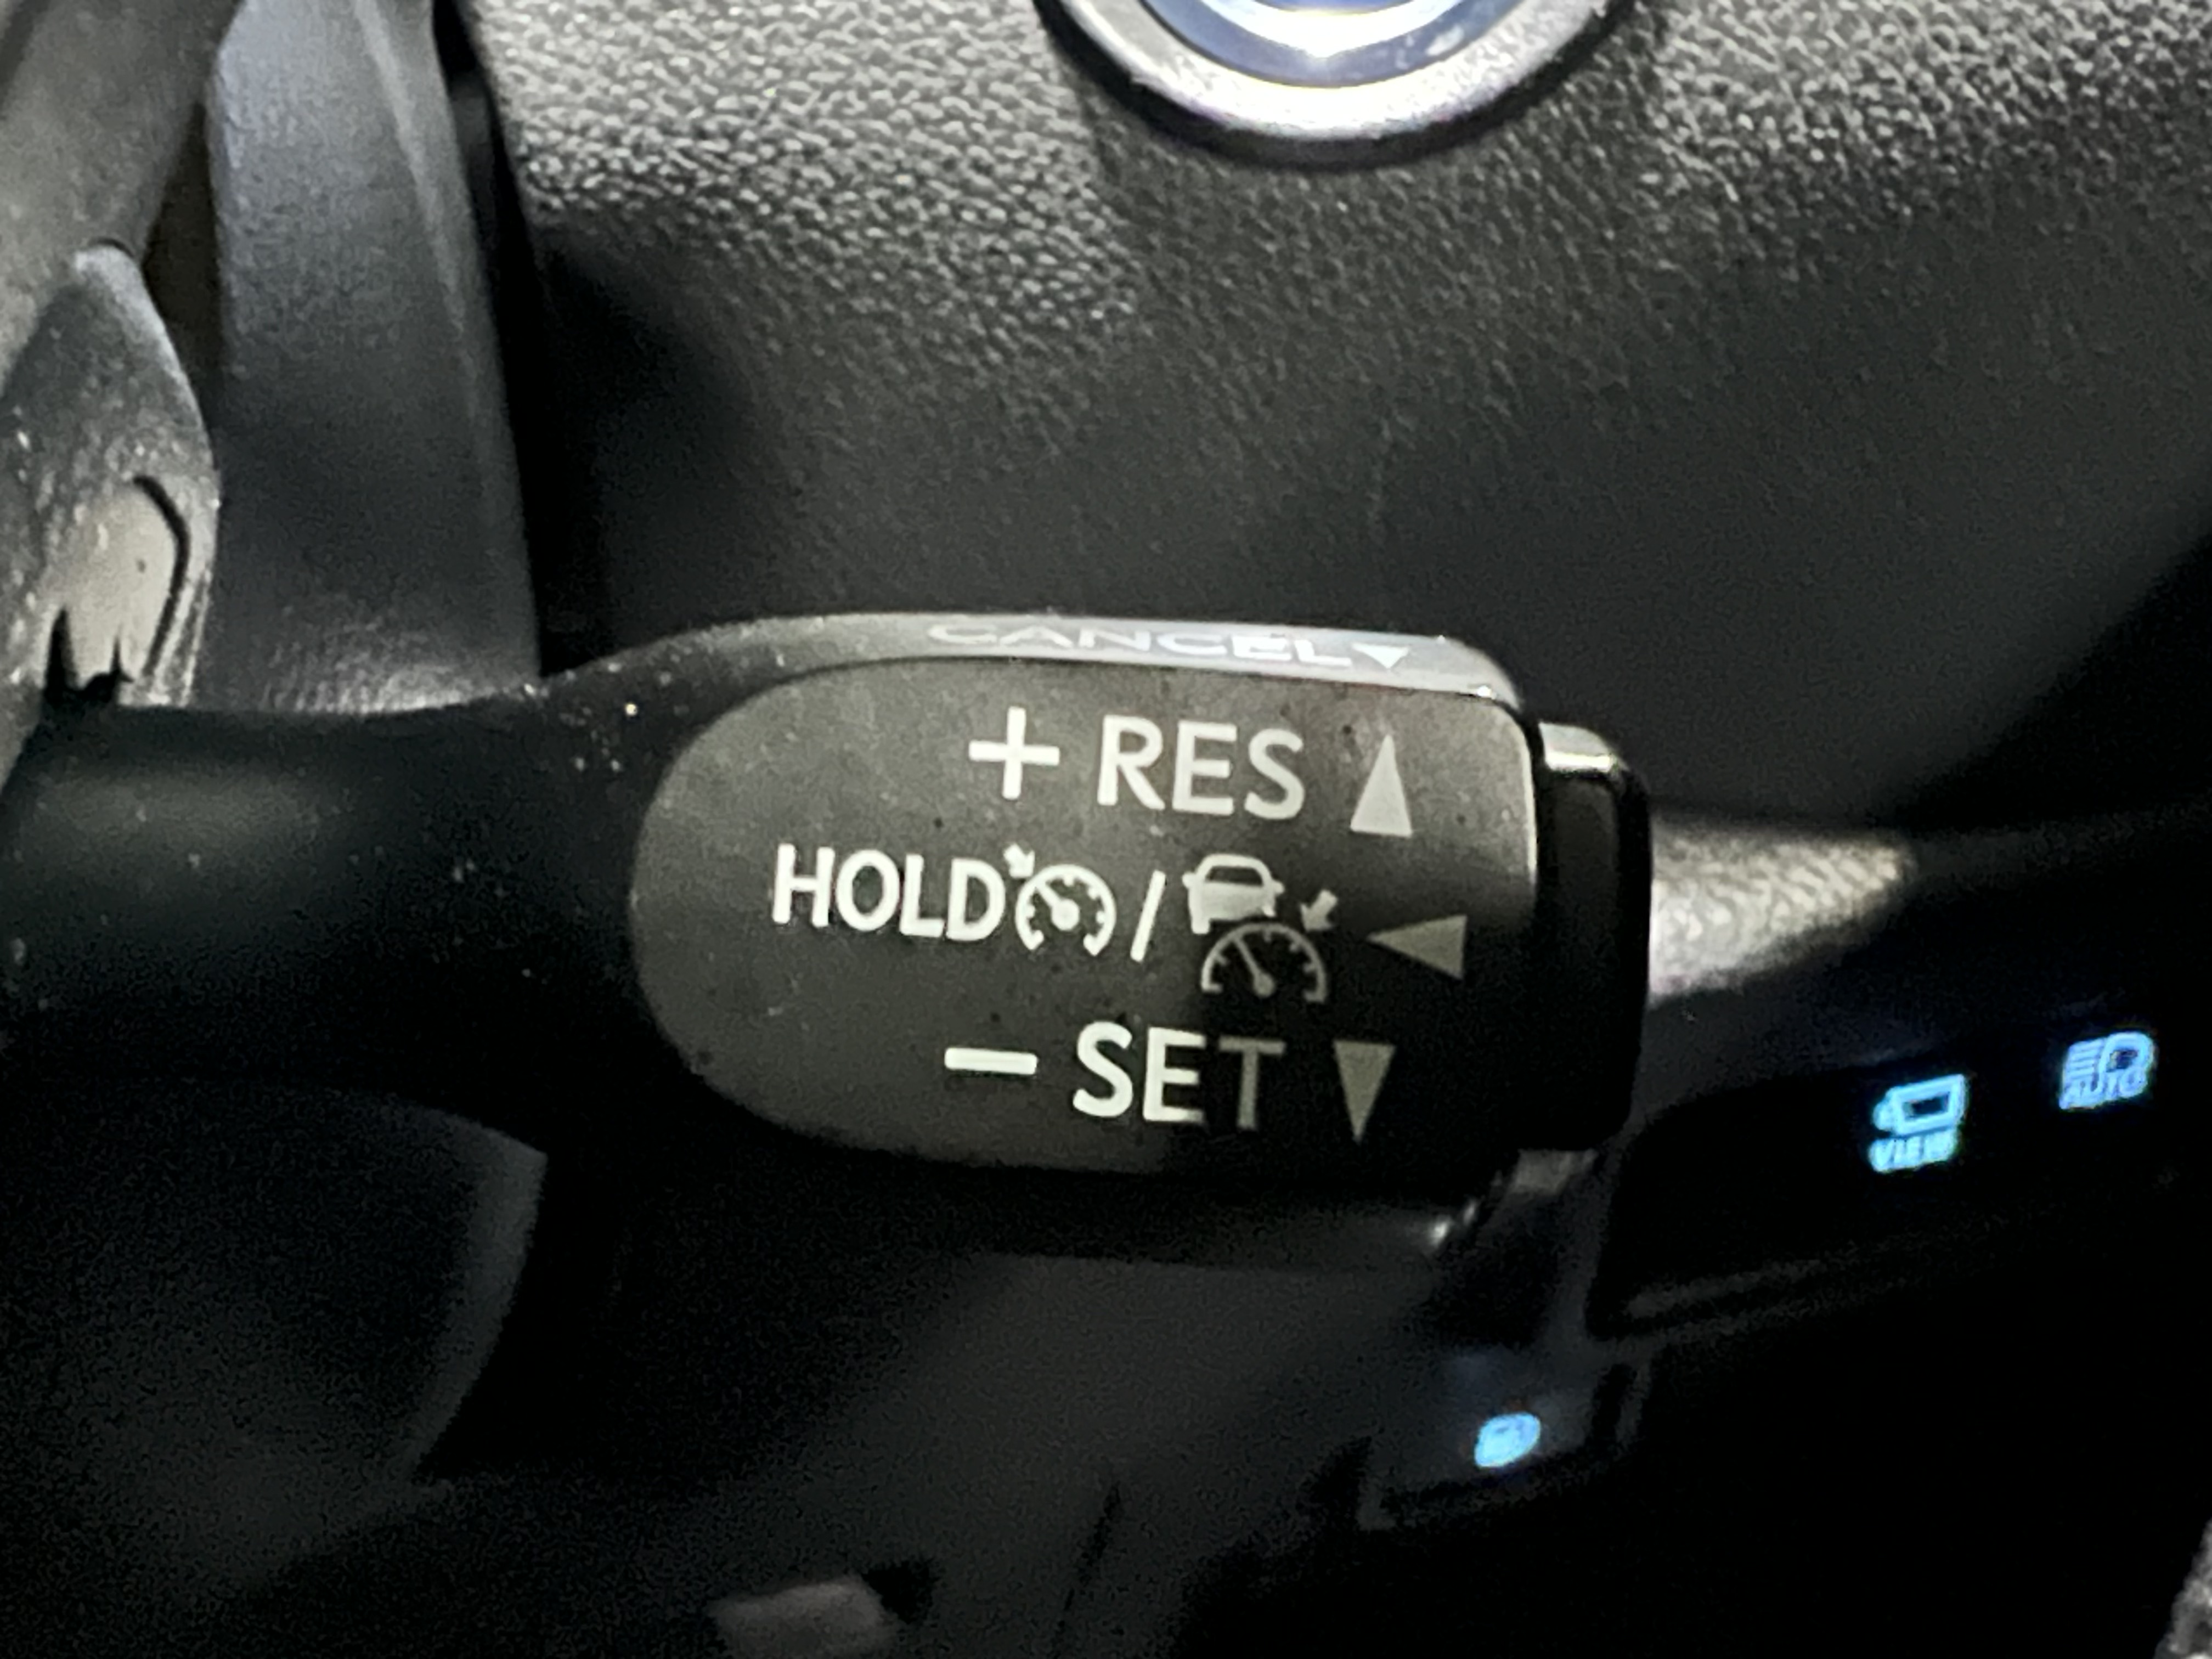 CANCEL▼
+ RES ▲
HOLD / ◀
− SET ▼
VIEW
AUTO